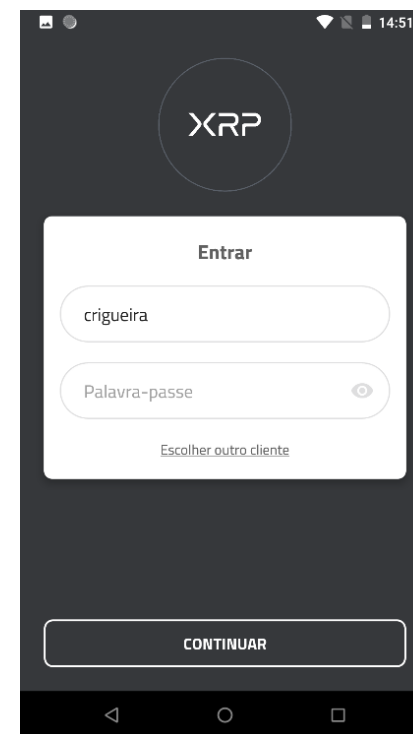 14:51
XRP
Entrar
crigueira
Palavra-passe
Escolher outro cliente
CONTINUAR